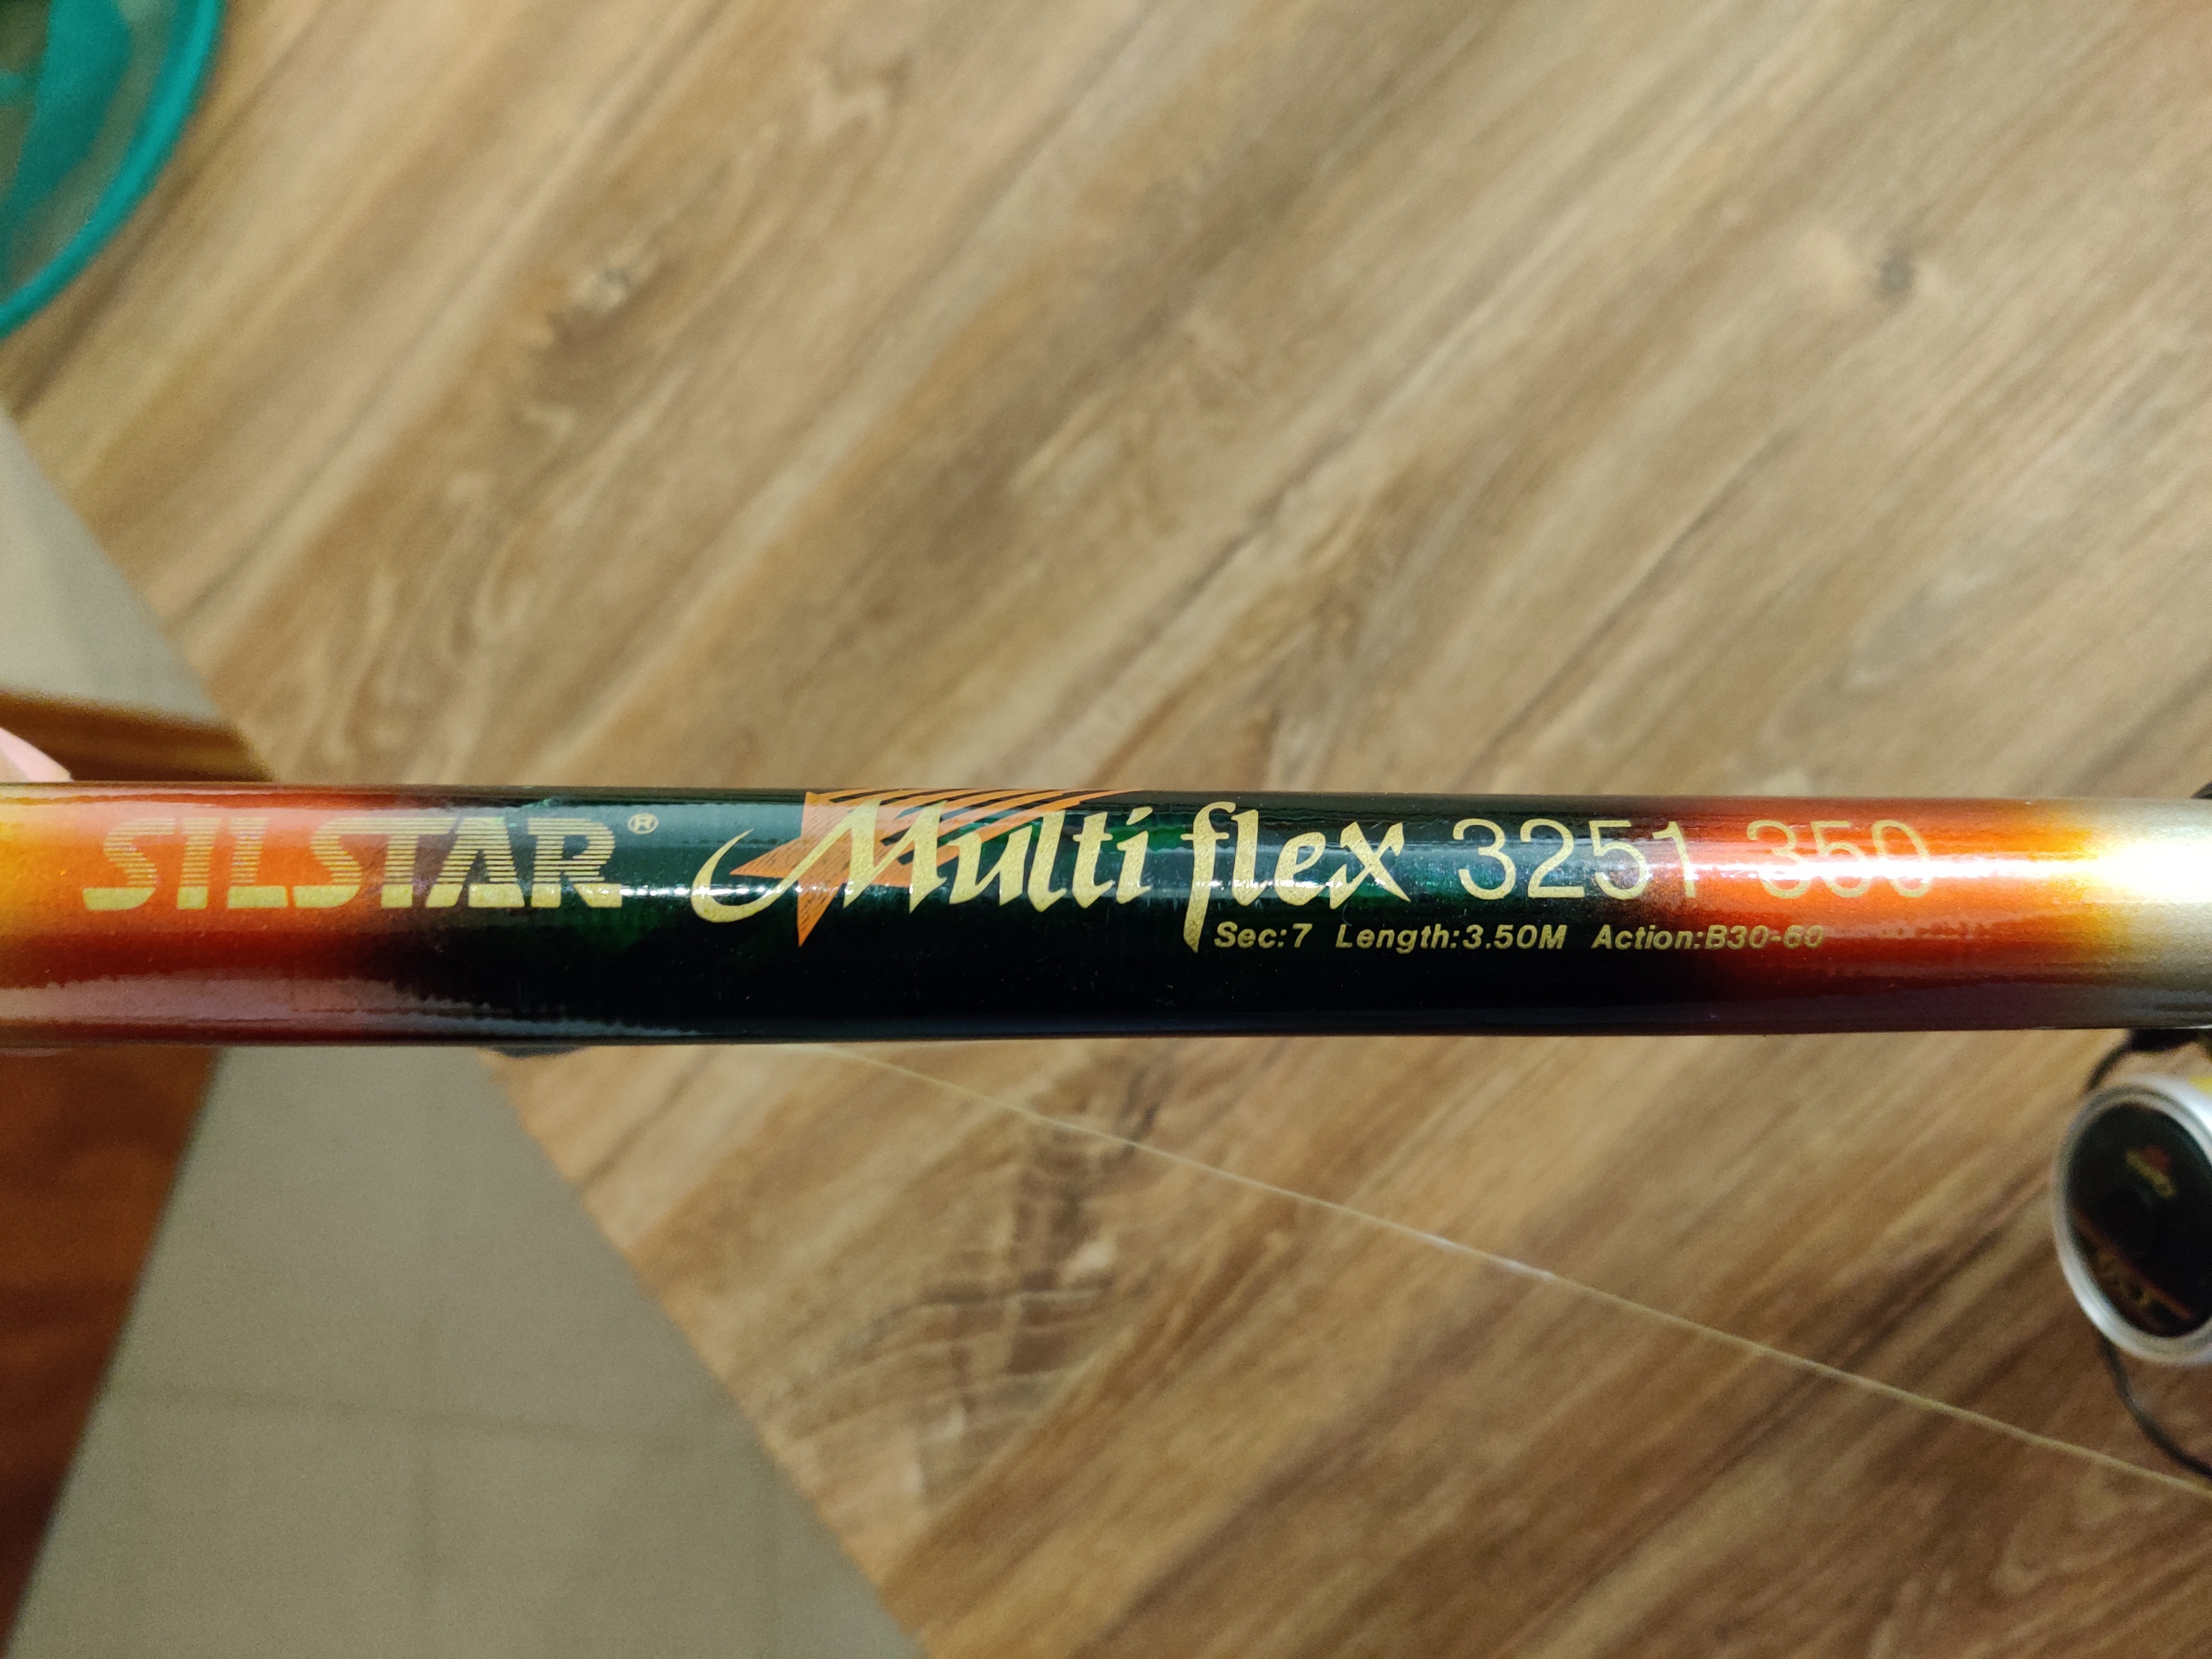 SILSTAR® Multi flex 3251 350
Sec:7 Length:3.50M Action:B30-60